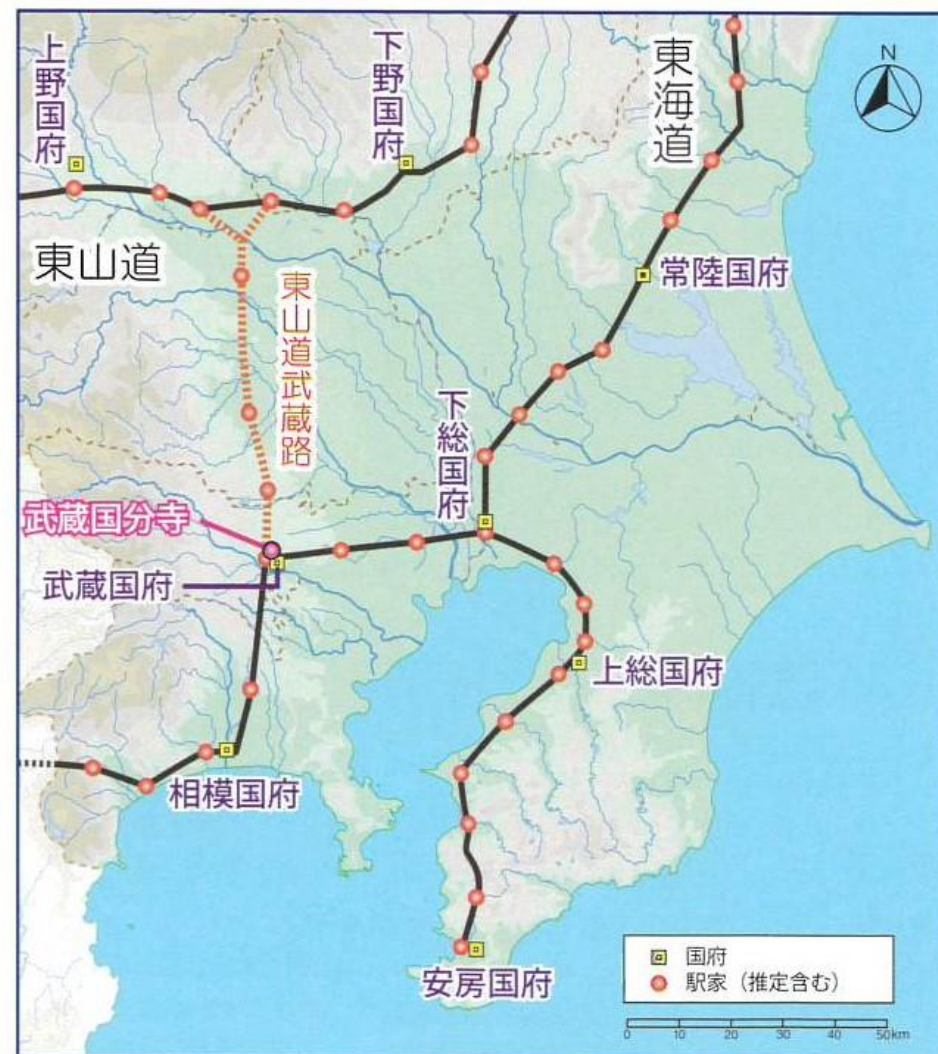 上野国府
下野国府
東海道
N
東山道
常陸国府
東山道武蔵路
下総国府
武蔵国分寺
武蔵国府
上総国府
相模国府
安房国府
国府
駅家（推定含む）
0 10 20 30 40 50km